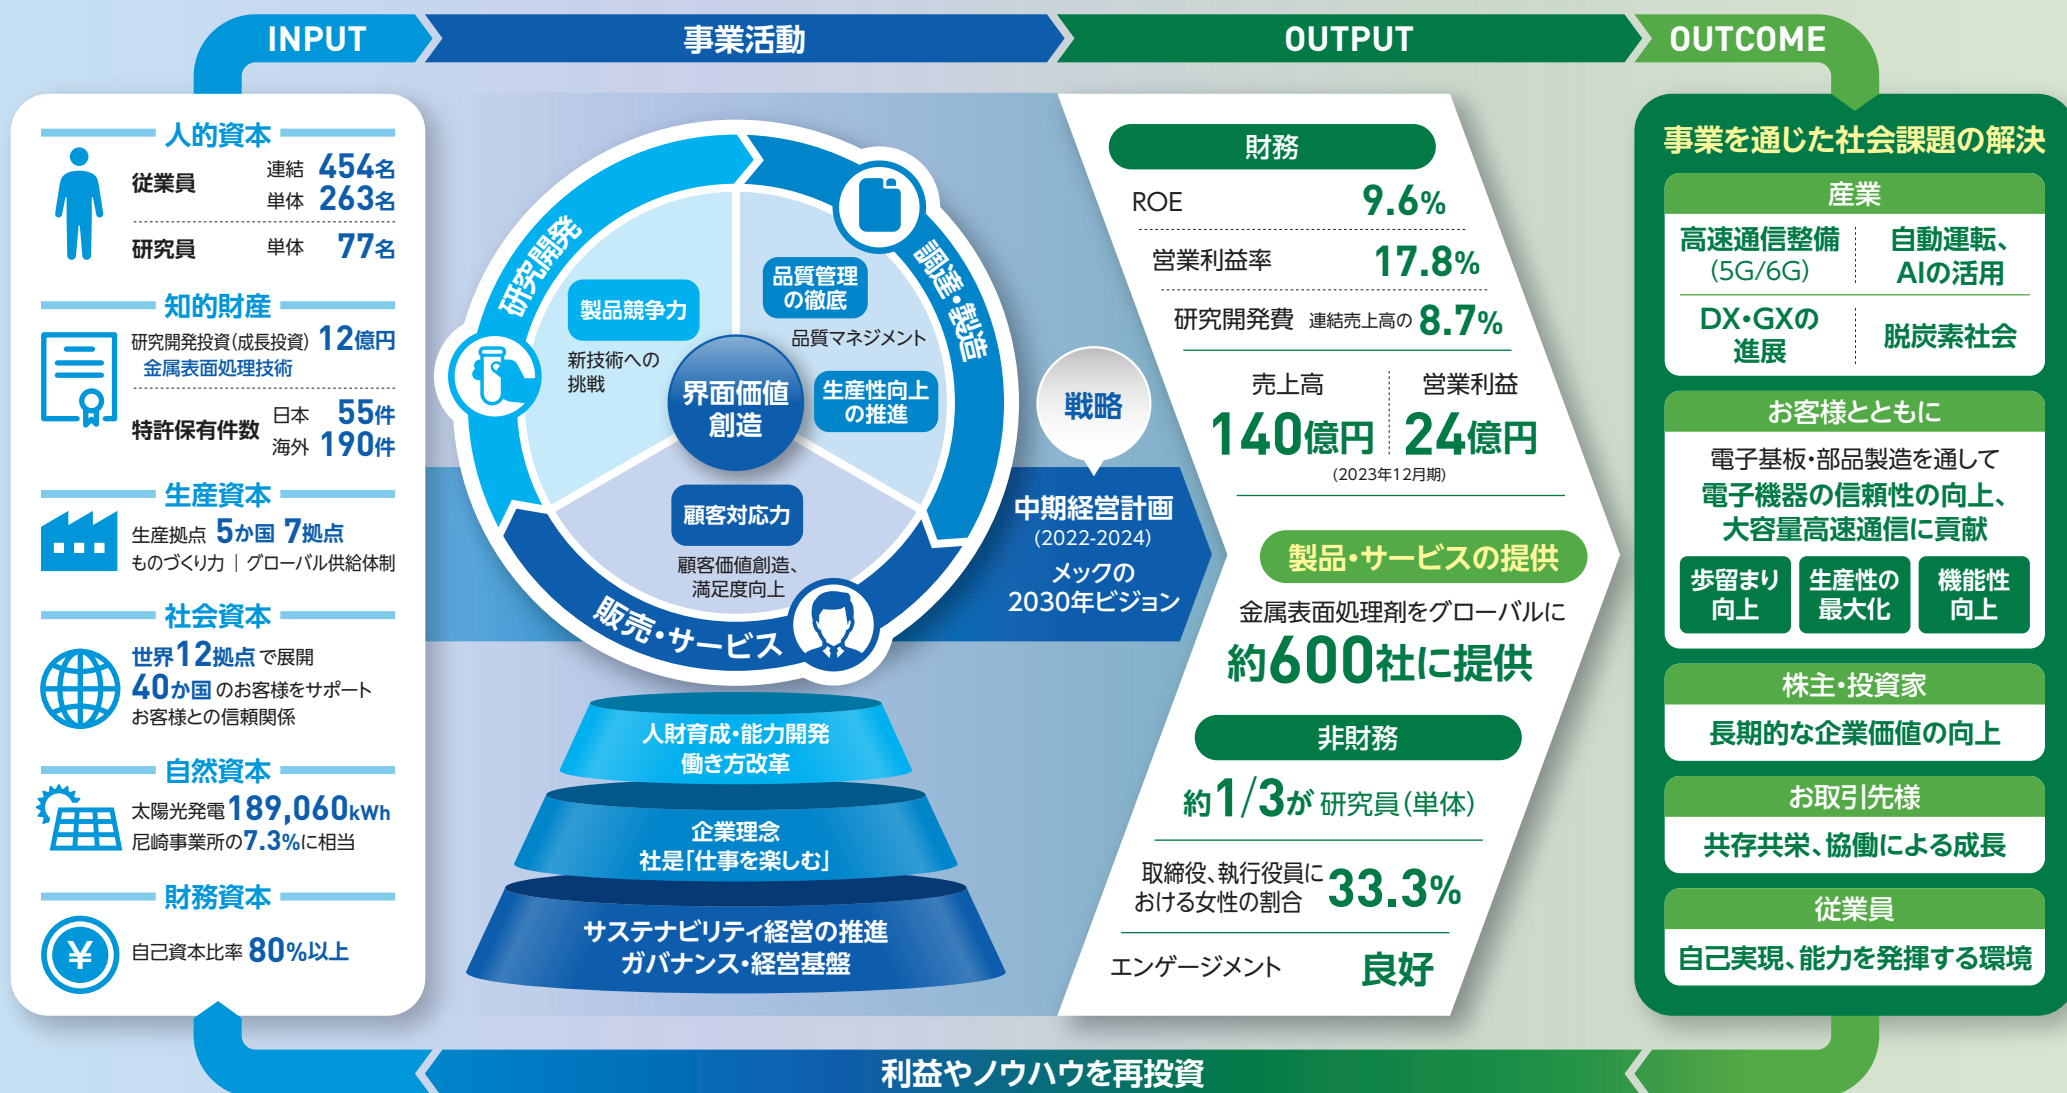 INPUT
事業活動
OUTPUT
OUTCOME
人的資本
従業員
連結 454名
単体 263名
研究員 単体 77名
知的財産
研究開発投資(成長投資) 12億円
金属表面処理技術
特許保有件数
日本 55件
海外 190件
生産資本
生産拠点 5か国 7拠点
ものづくり力 | グローバル供給体制
社会資本
世界12拠点で展開
40か国のお客様をサポート
お客様との信頼関係
自然資本
太陽光発電189,060kWh
尼崎事業所の7.3%に相当
財務資本
¥
自己資本比率 80%以上
研究開発
調達・製造
販売・サービス
製品競争力
新技術への
挑戦
品質管理
の徹底
品質マネジメント
生産性向上
の推進
界面価値
創造
顧客対応力
顧客価値創造、
満足度向上
人財育成・能力開発
働き方改革
企業理念
社是「仕事を楽しむ」
サステナビリティ経営の推進
ガバナンス・経営基盤
戦略
中期経営計画
(2022-2024)
メックの
2030年ビジョン
財務
ROE 9.6%
営業利益率 17.8%
研究開発費 連結売上高の 8.7%
売上高
140億円
営業利益
24億円
(2023年12月期)
製品・サービスの提供
金属表面処理剤をグローバルに
約600社に提供
非財務
約1/3が 研究員(単体)
取締役、執行役員に
おける女性の割合
33.3%
エンゲージメント 良好
事業を通じた社会課題の解決
産業
高速通信整備
(5G/6G)
自動運転、
AIの活用
DX・GXの
進展
脱炭素社会
お客様とともに
電子基板・部品製造を通して
電子機器の信頼性の向上、
大容量高速通信に貢献
歩留まり
向上
生産性の
最大化
機能性
向上
株主・投資家
長期的な企業価値の向上
お取引先様
共存共栄、協働による成長
従業員
自己実現、能力を発揮する環境
利益やノウハウを再投資